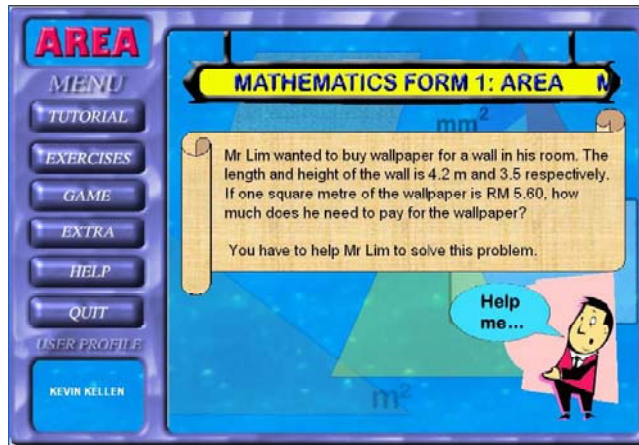 AREA
MENU
TUTORIAL
EXERCISES
GAME
EXTRA
HELP
QUIT
USER PROFILE
KEVIN KELLEN
MATHEMATICS FORM 1: AREA M
mm²
Mr Lim wanted to buy wallpaper for a wall in his room. The
length and height of the wall is 4.2 m and 3.5 respectively.
If one square metre of the wallpaper is RM 5.60, how
much does he need to pay for the wallpaper?
You have to help Mr Lim to solve this problem.
Help
me...
m²